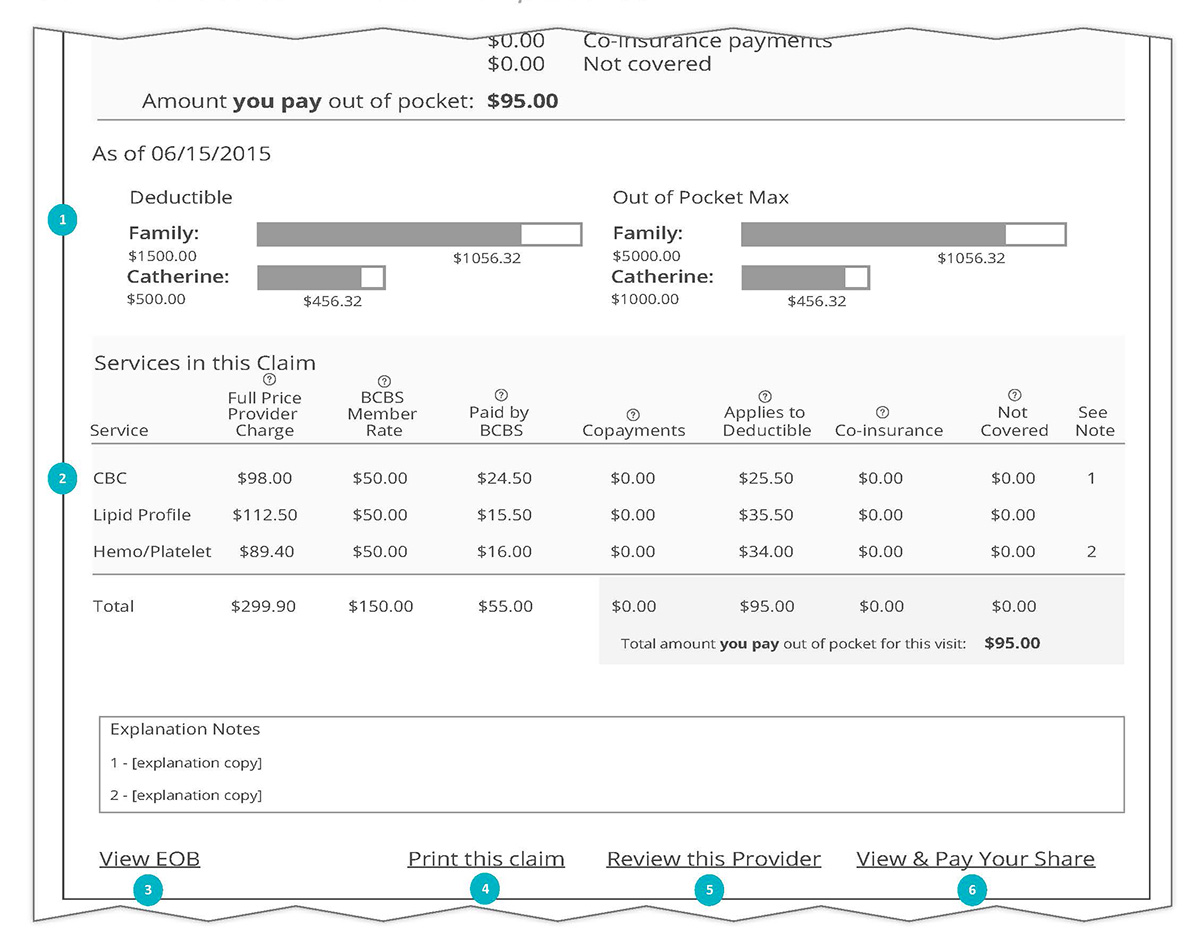 $0.00 Co-insurance payments
$0.00 Not covered
Amount you pay out of pocket: $95.00
As of 06/15/2015
Deductible Out of Pocket Max
1
Family: Family:
$1500.00 $1056.32 $5000.00 $1056.32
Catherine: Catherine:
$500.00 $456.32 $1000.00 $456.32
Services in this Claim
Service ? Full Price Provider Charge ? BCBS Member Rate ? Paid by BCBS ? Copayments ? Applies to Deductible ? Co-insurance ? Not Covered See Note
2 CBC $98.00 $50.00 $24.50 $0.00 $25.50 $0.00 $0.00 1
Lipid Profile $112.50 $50.00 $15.50 $0.00 $35.50 $0.00 $0.00
Hemo/Platelet $89.40 $50.00 $16.00 $0.00 $34.00 $0.00 $0.00 2
Total $299.90 $150.00 $55.00 $0.00 $95.00 $0.00 $0.00
Total amount you pay out of pocket for this visit: $95.00
Explanation Notes
1 - [explanation copy]
2 - [explanation copy]
View EOB Print this claim Review this Provider View & Pay Your Share
3 4 5 6